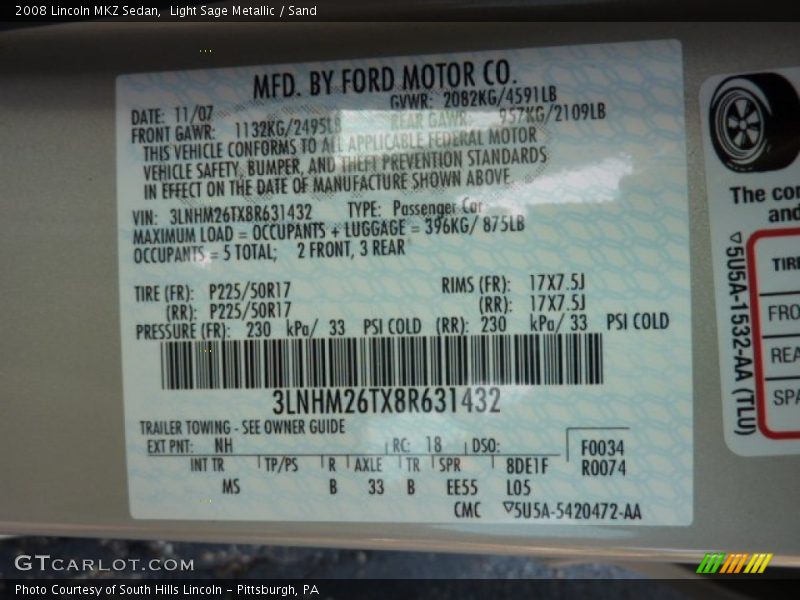 2008 Lincoln MKZ Sedan, Light Sage Metallic / Sand
MFD. BY FORD MOTOR CO.
DATE: 11/07 GVWR: 2082KG/4591LB
FRONT GAWR: 1132KG/2495LB REAR GAWR: 957KG/2109LB
THIS VEHICLE CONFORMS TO ALL APPLICABLE FEDERAL MOTOR
VEHICLE SAFETY, BUMPER, AND THEFT PREVENTION STANDARDS
IN EFFECT ON THE DATE OF MANUFACTURE SHOWN ABOVE
VIN: 3LNHM26TX8R631432 TYPE: Passenger Car
MAXIMUM LOAD = OCCUPANTS + LUGGAGE = 396KG/ 875LB
OCCUPANTS = 5 TOTAL; 2 FRONT, 3 REAR
TIRE (FR): P225/50R17 RIMS (FR): 17X7.5J
(RR): P225/50R17 (RR): 17X7.5J
PRESSURE (FR): 230 kPa/ 33 PSI COLD (RR): 230 kPa/ 33 PSI COLD
3LNHM26TX8R631432
TRAILER TOWING - SEE OWNER GUIDE
EXT PNT: NH RC: 18 DSO: F0034
INT TR TP/PS R AXLE TR SPR 8DE1F R0074
MS B 33 B EE55 L05
CMC ▽5U5A-5420472-AA
The co
and
▽5U5A-1532-AA (TLU)
TIRE
FRO
REA
SPA
GTCARLOT.COM
Photo Courtesy of South Hills Lincoln – Pittsburgh, PA